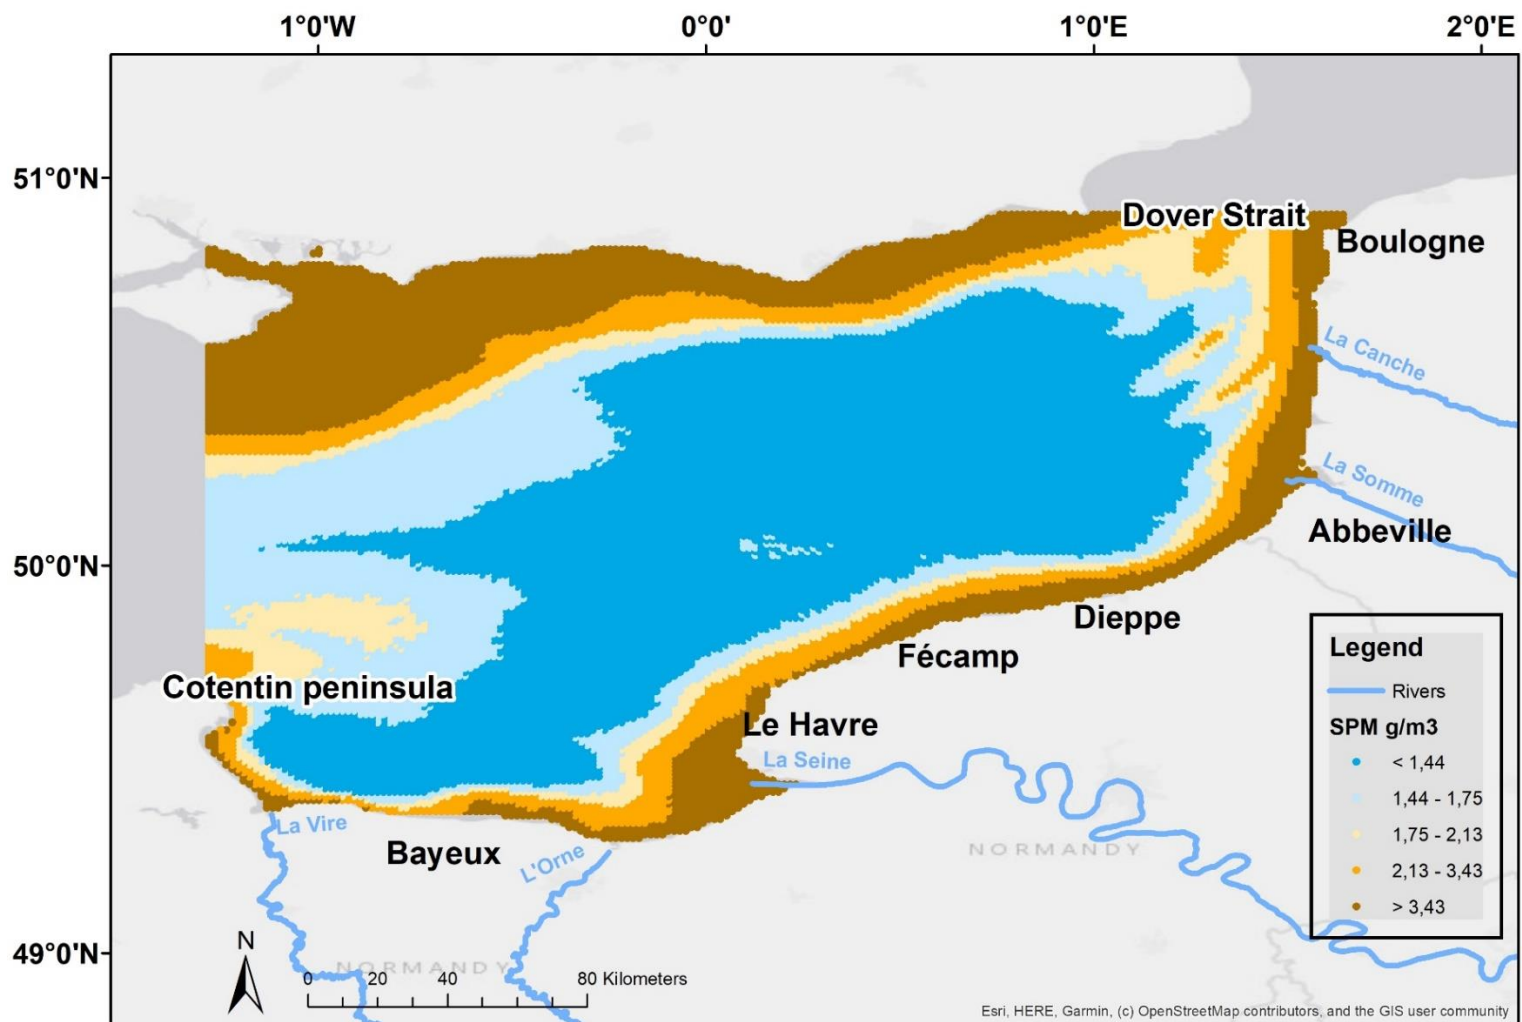 1°0'W
0°0'
1°0'E
2°0'E
51°0'N
Dover Strait
Boulogne
La Canche
La Somme
Abbeville
50°0'N
Dieppe
Fécamp
Cotentin peninsula
Le Havre
La Seine
La Vire
Bayeux
L'Orne
NORMANDY
Legend
Rivers
SPM g/m3
< 1,44
1,44 - 1,75
1,75 - 2,13
2,13 - 3,43
> 3,43
49°0'N
N
NORMANDY
0 20 40 80 Kilometers
Esri, HERE, Garmin, (c) OpenStreetMap contributors, and the GIS user community